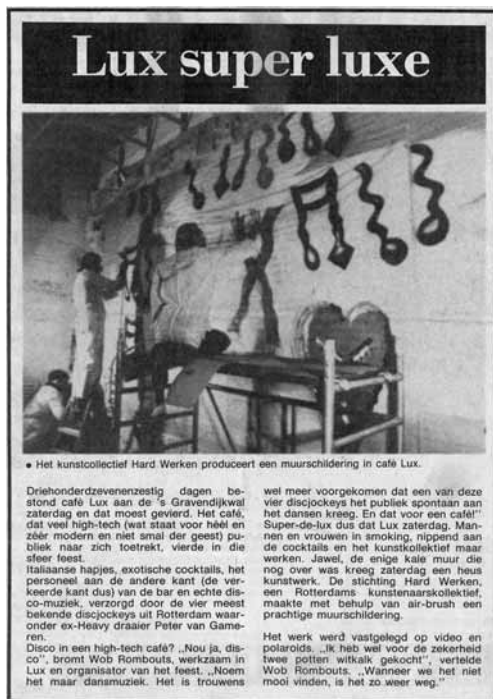 Lux super luxe
• Het kunstcollectief Hard Werken produceert een muurschildering in café Lux.
Driehonderdzevenenzestig dagen be-
stond café Lux aan de 's Gravendijkwal
zaterdag en dat moest gevierd. Het café,
dat veel high-tech (wat staat voor héél en
zéér modern en niet smal der geest) pu-
bliek naar zich toetrekt, vierde in die
sfeer feest.
Italiaanse hapjes, exotische cocktails, het
personeel aan de andere kant (de ver-
keerde kant dus) van de bar en echte dis-
co-muziek, verzorgd door de vier meest
bekende discjockeys uit Rotterdam waar-
onder ex-Heavy draaier Peter van Game-
ren.
Disco in een high-tech café? „Nou ja, dis-
co”, bromt Wob Rombouts, werkzaam in
Lux en organisator van het feest. „Noem
het maar dansmuziek. Het is trouwens
wel meer voorgekomen dat een van deze
vier discjockeys het publiek spontaan aan
het dansen kreeg. En dat voor een café!”
Super-de-lux dus dat Lux zaterdag. Man-
nen en vrouwen in smoking, nippend aan
de cocktails en het kunstkollektief maar
werken. Jawel, de enige kale muur die
nog over was kreeg zaterdag een heus
kunstwerk. De stichting Hard Werken,
een Rotterdams kunstenaarskollektief,
maakte met behulp van air-brush een
prachtige muurschildering.
Het werk werd vastgelegd op video en
polaroids. „Ik heb wel voor de zekerheid
twee potten witkalk gekocht”, vertelde
Wob Rombouts. „Wanneer we het niet
mooi vinden, is het zo weer weg.”